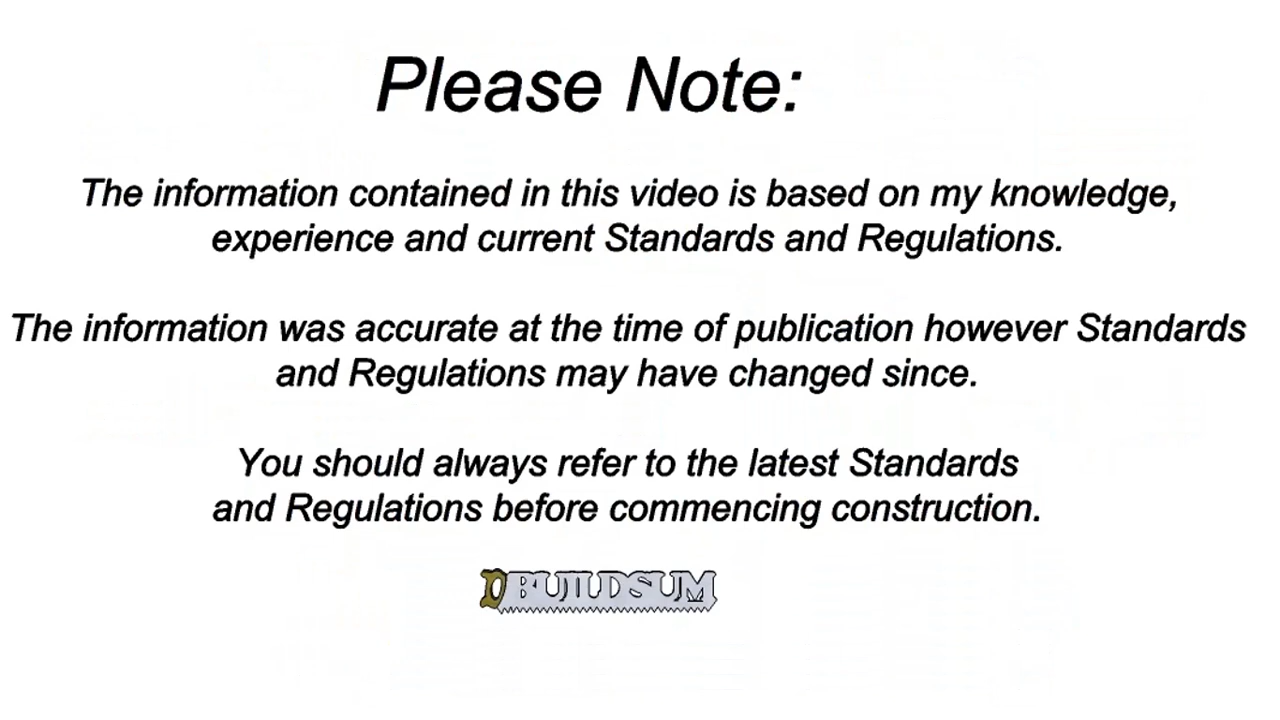 Please Note:
The information contained in this video is based on my knowledge,
experience and current Standards and Regulations.
The information was accurate at the time of publication however Standards
and Regulations may have changed since.
You should always refer to the latest Standards
and Regulations before commencing construction.
BUILDSUM